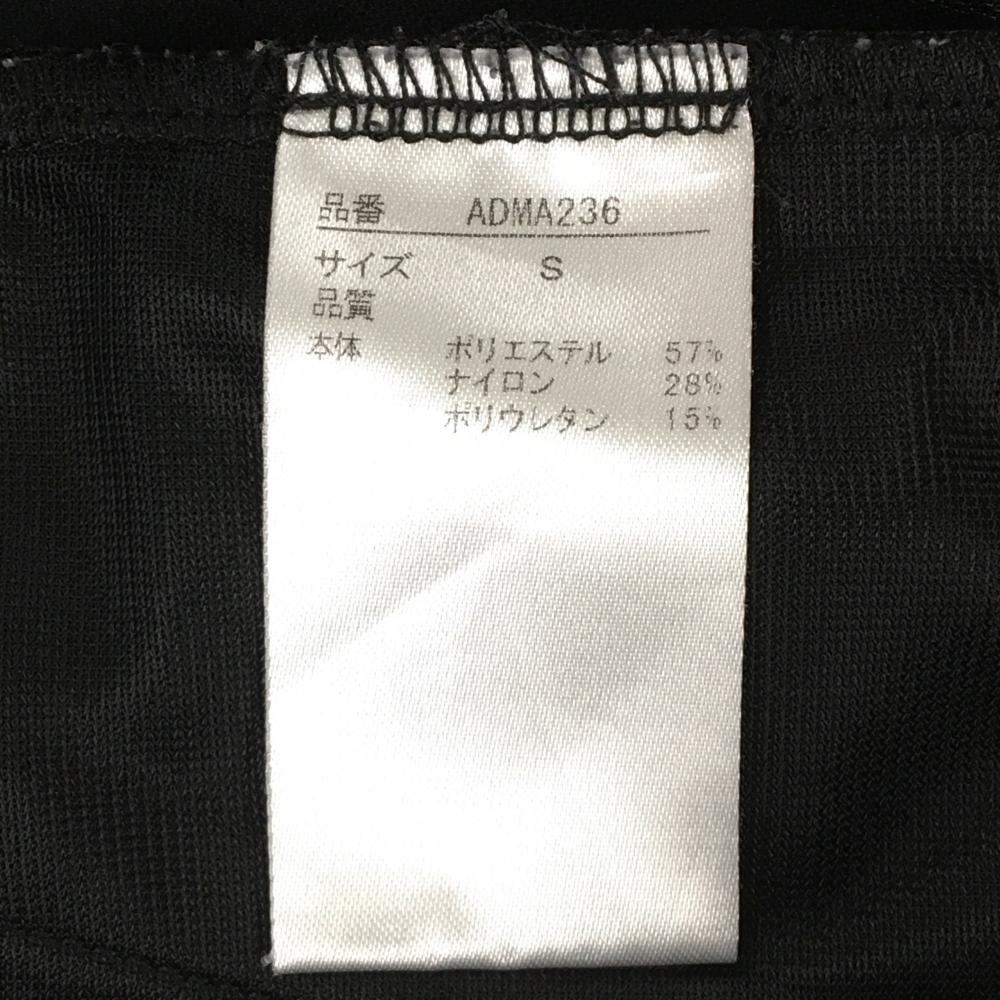 品番 ADMA236
サイズ S
品質
本体 ポリエステル 57%
ナイロン 28%
ポリウレタン 15%